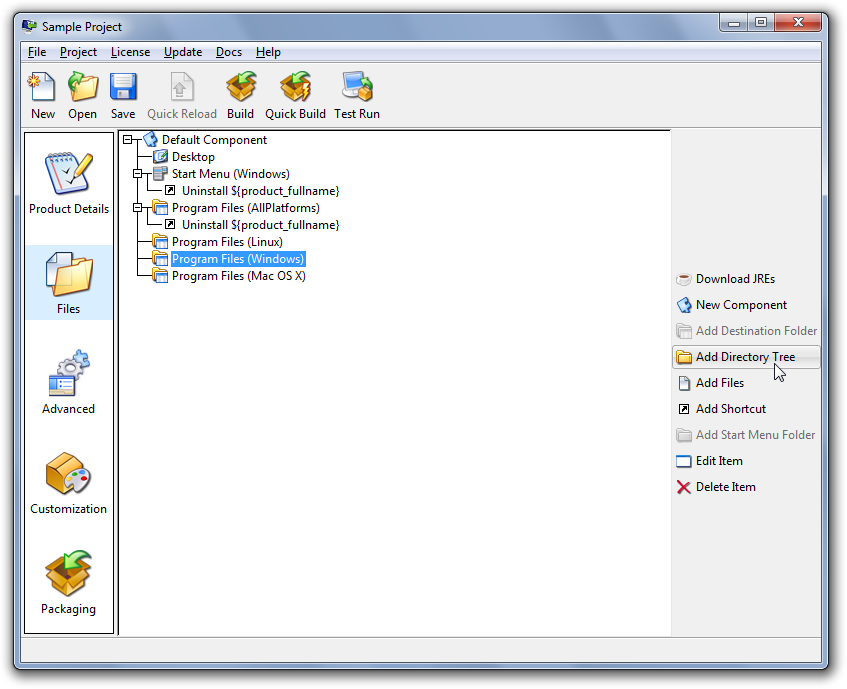 Sample Project
File Project License Update Docs Help
New Open Save Quick Reload Build Quick Build Test Run
Product Details
Files
Advanced
Customization
Packaging
Default Component
Desktop
Start Menu (Windows)
Uninstall ${product_fullname}
Program Files (AllPlatforms)
Uninstall ${product_fullname}
Program Files (Linux)
Program Files (Windows)
Program Files (Mac OS X)
Download JREs
New Component
Add Destination Folder
Add Directory Tree
Add Files
Add Shortcut
Add Start Menu Folder
Edit Item
Delete Item